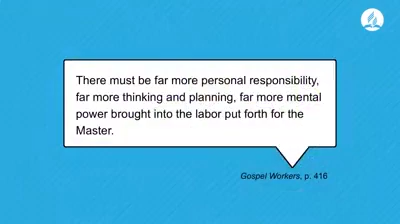 There must be far more personal responsibility,
far more thinking and planning, far more mental
power brought into the labor put forth for the
Master.
Gospel Workers, p. 416